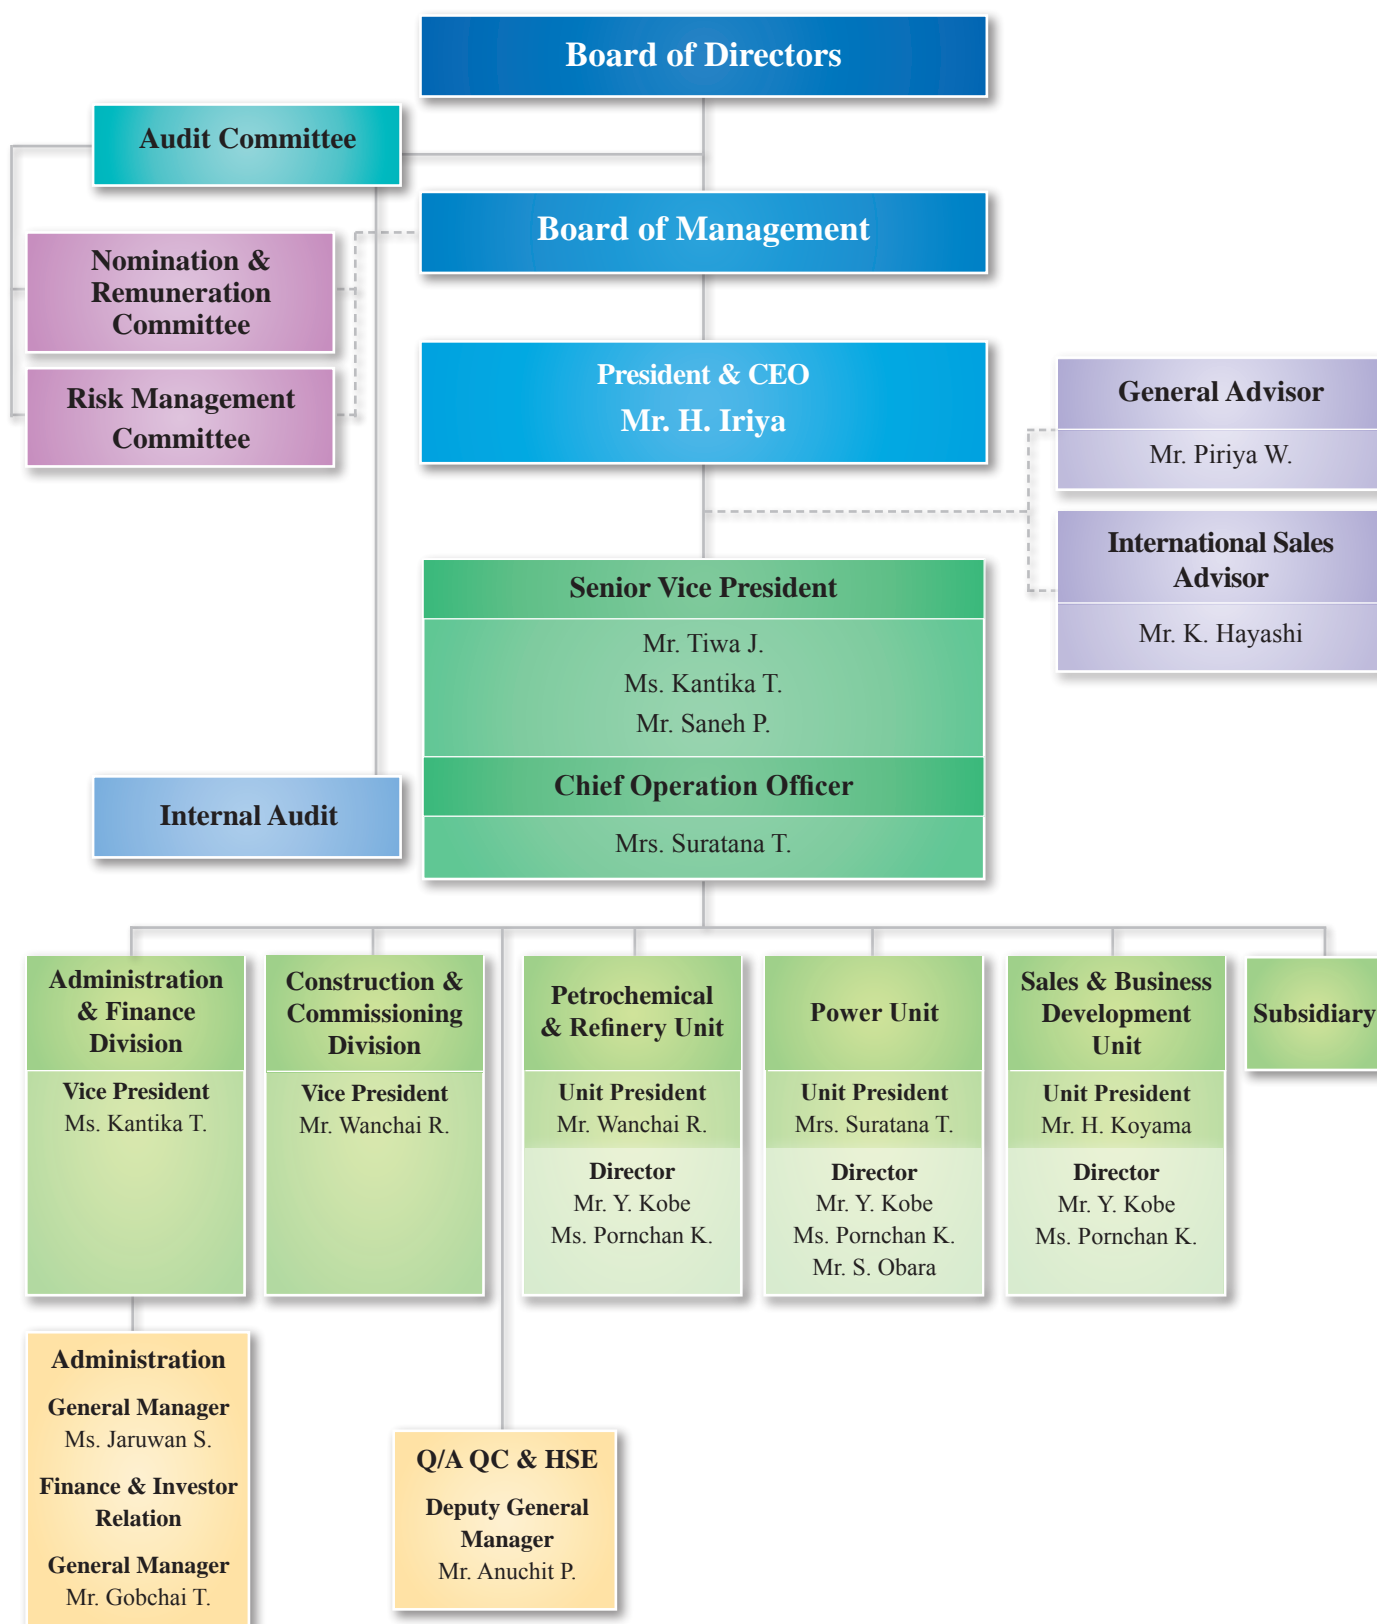 Board of Directors
Audit Committee
Board of Management
Nomination &
Remuneration
Committee
Risk Management
Committee
President & CEO
Mr. H. Iriya
General Advisor
Mr. Piriya W.
International Sales
Advisor
Mr. K. Hayashi
Senior Vice President
Mr. Tiwa J.
Ms. Kantika T.
Mr. Saneh P.
Chief Operation Officer
Mrs. Suratana T.
Internal Audit
Administration
& Finance
Division
Vice President
Ms. Kantika T.
Construction &
Commissioning
Division
Vice President
Mr. Wanchai R.
Petrochemical
& Refinery Unit
Unit President
Mr. Wanchai R.
Director
Mr. Y. Kobe
Ms. Pornchan K.
Power Unit
Unit President
Mrs. Suratana T.
Director
Mr. Y. Kobe
Ms. Pornchan K.
Mr. S. Obara
Sales & Business
Development
Unit
Unit President
Mr. H. Koyama
Director
Mr. Y. Kobe
Ms. Pornchan K.
Subsidiary
Administration
General Manager
Ms. Jaruwan S.
Finance & Investor
Relation
General Manager
Mr. Gobchai T.
Q/A QC & HSE
Deputy General
Manager
Mr. Anuchit P.